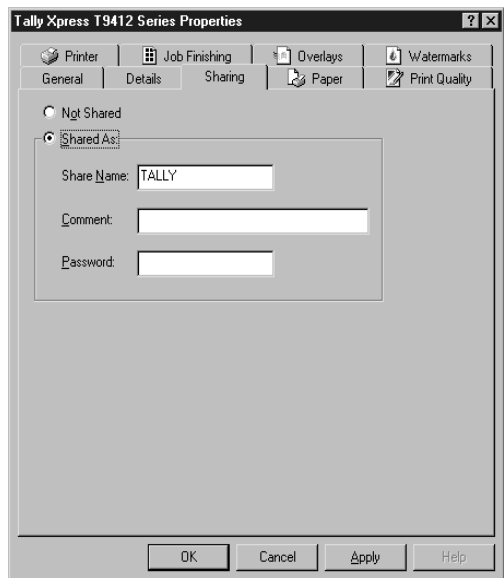 Tally Xpress T9412 Series Properties
Printer Job Finishing Overlays Watermarks
General Details Sharing Paper Print Quality
Not Shared
Shared As:
Share Name: TALLY
Comment:
Password:
OK Cancel Apply Help